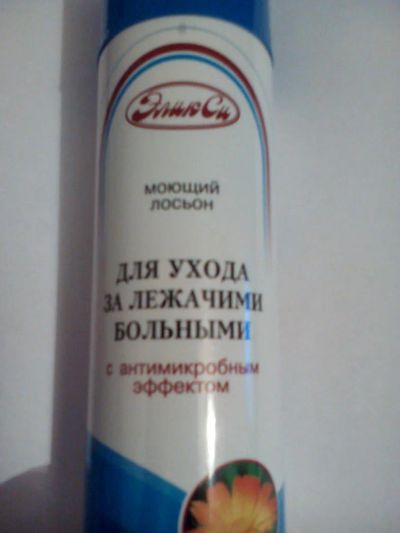 ЭликСи
моющий
лосьон
ДЛЯ УХОДА
ЗА ЛЕЖАЧИМИ
БОЛЬНЫМИ
с антимикробным
эффектом